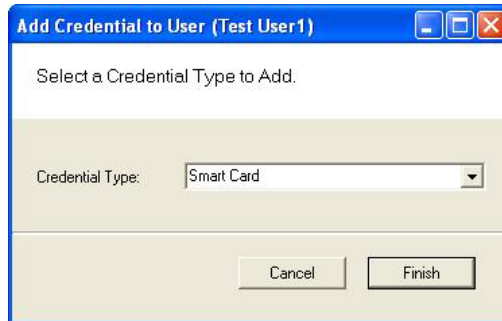 Add Credential to User (Test User1)
Select a Credential Type to Add.
Credential Type: Smart Card
Cancel Finish